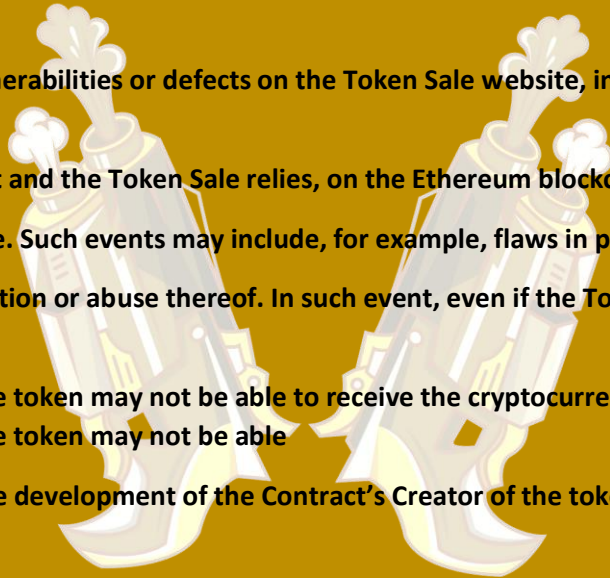 erabilities or defects on the Token Sale website, in
and the Token Sale relies, on the Ethereum blockc
e. Such events may include, for example, flaws in p
tion or abuse thereof. In such event, even if the To
e token may not be able to receive the cryptocurre
e token may not be able
e development of the Contract’s Creator of the tok